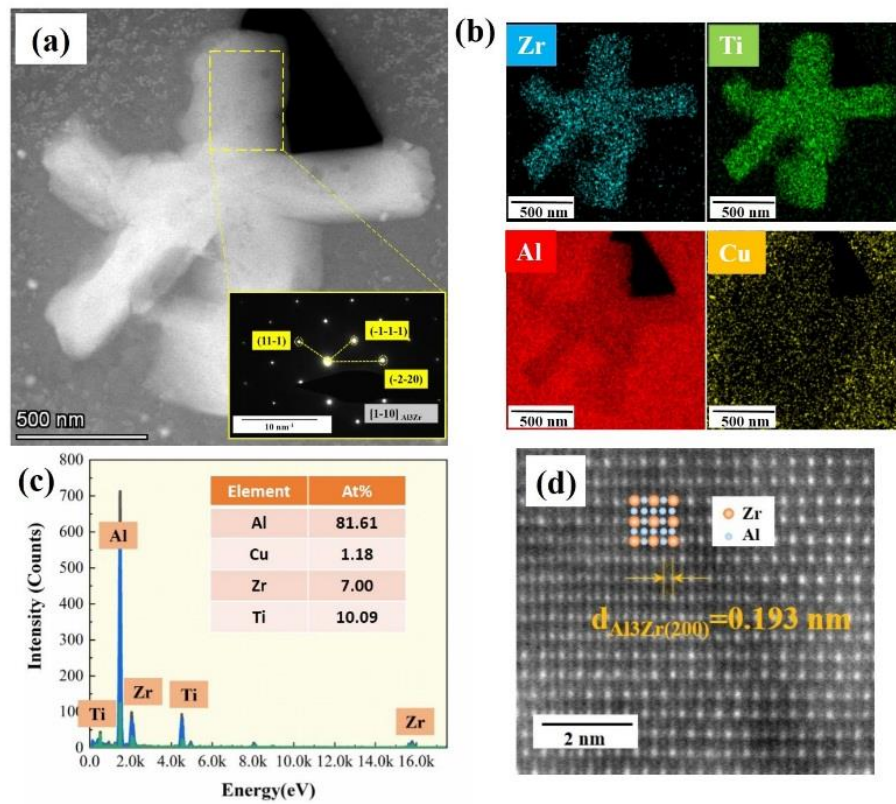 (a)
(11-1)
(-1-1-1)
(-2-20)
[1-10] Al3Zr
10 nm⁻¹
500 nm
(b)
Zr
Ti
500 nm
500 nm
Al
Cu
500 nm
500 nm
(c)
800
700
600
500
400
300
200
100
0
Intensity (Counts)
Element At%
Al 81.61
Cu 1.18
Zr 7.00
Ti 10.09
Al
Ti
Zr
Ti
Zr
0.0 2.0k 4.0k 6.0k 8.0k 10.0k 12.0k 14.0k 16.0k
Energy(eV)
(d)
Zr
Al
dAl3Zr(200)=0.193 nm
2 nm